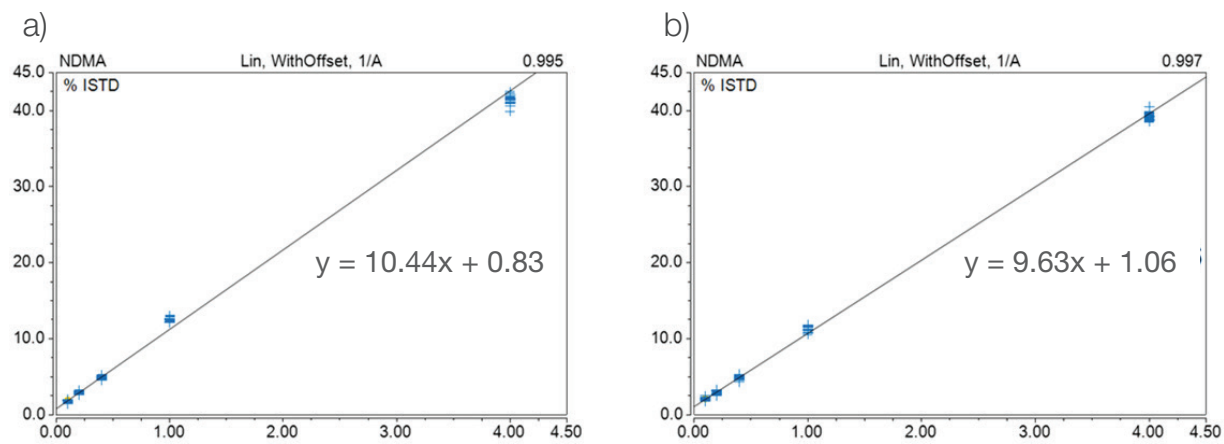 a)
NDMA Lin, WithOffset, 1/A 0.995
45.0
% ISTD
40.0
30.0
20.0
10.0
0.0
y = 10.44x + 0.83
0.00 1.00 2.00 3.00 4.00 4.50
b)
NDMA Lin, WithOffset, 1/A 0.997
45.0
% ISTD
40.0
30.0
20.0
10.0
0.0
y = 9.63x + 1.06
0.00 1.00 2.00 3.00 4.00 4.50